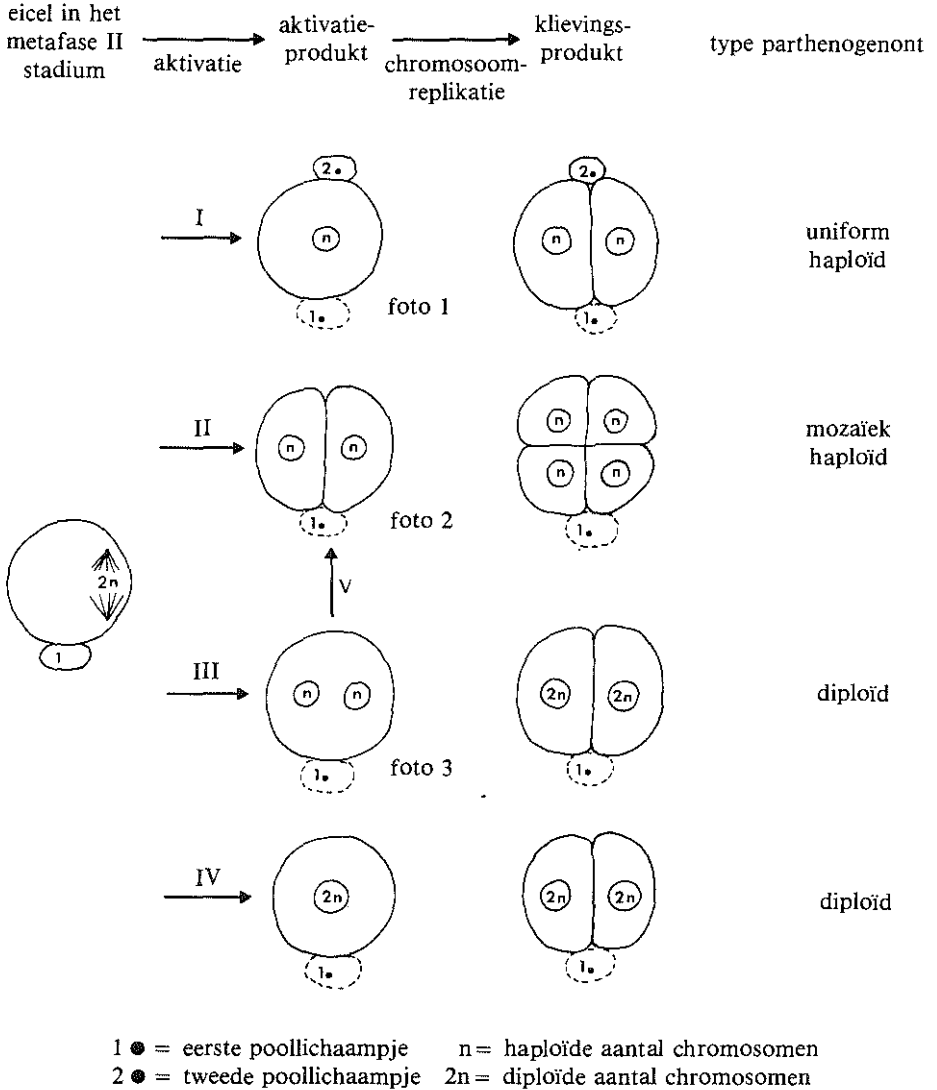 eicel in het
metafase II
stadium
aktivatie
aktivatie-
produkt
chromosoom-
replikatie
klievings-
produkt
type parthenogenont
I
2●
n
1●
foto 1
2●
n n
1●
uniform
haploïd
II
n n
1●
foto 2
n n
n n
1●
mozaïek
haploïd
2n
1
V
III
n n
1●
foto 3
2n 2n
1●
diploïd
IV
2n
1●
2n 2n
1●
diploïd
1 ● = eerste poollichaampje n = haploïde aantal chromosomen
2 ● = tweede poollichaampje 2n = diploïde aantal chromosomen